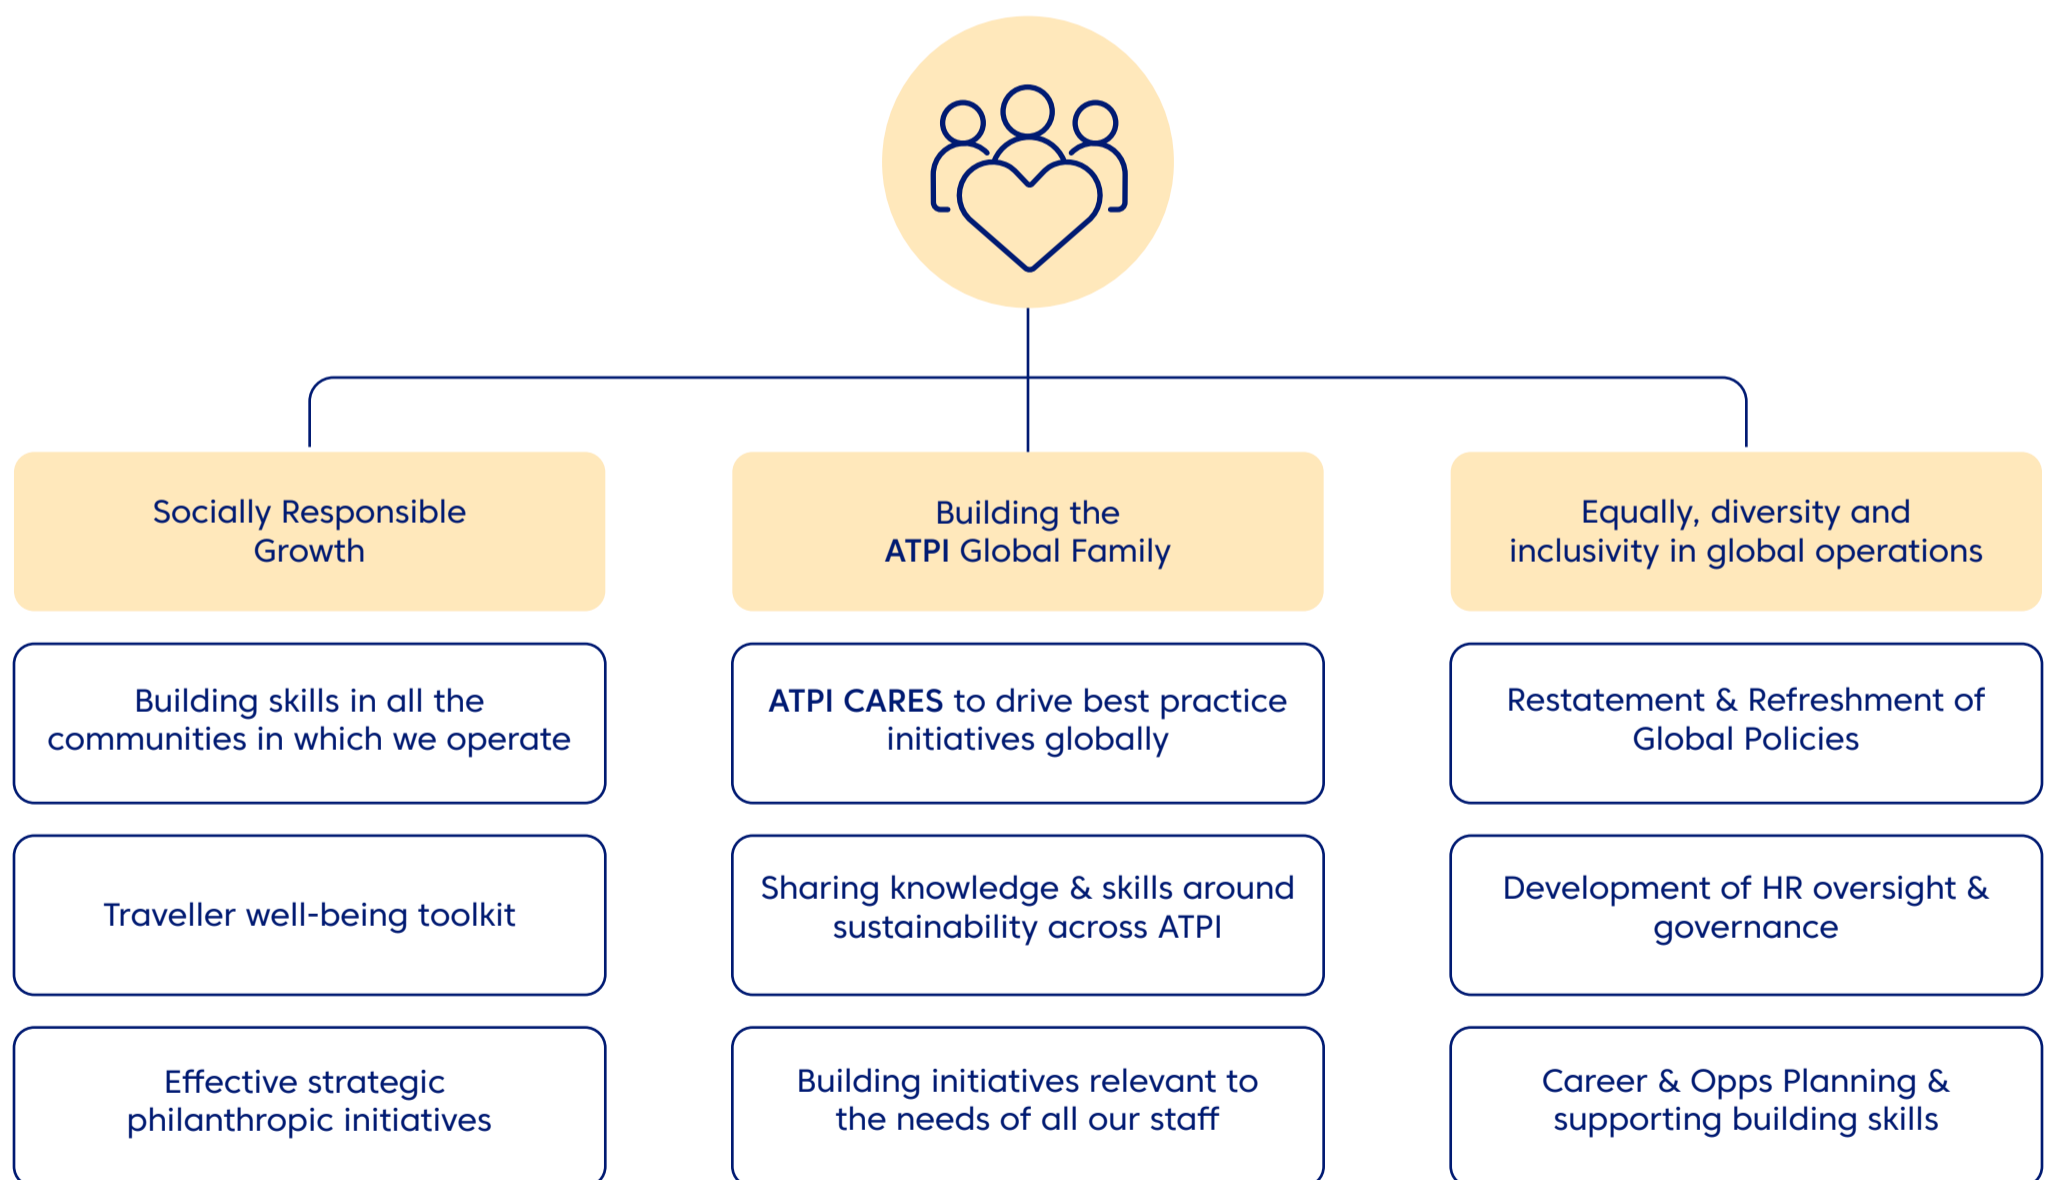 Socially Responsible
Growth
Building the
ATPI Global Family
Equally, diversity and
inclusivity in global operations
Building skills in all the
communities in which we operate
ATPI CARES to drive best practice
initiatives globally
Restatement & Refreshment of
Global Policies
Traveller well-being toolkit
Sharing knowledge & skills around
sustainability across ATPI
Development of HR oversight &
governance
Effective strategic
philanthropic initiatives
Building initiatives relevant to
the needs of all our staff
Career & Opps Planning &
supporting building skills